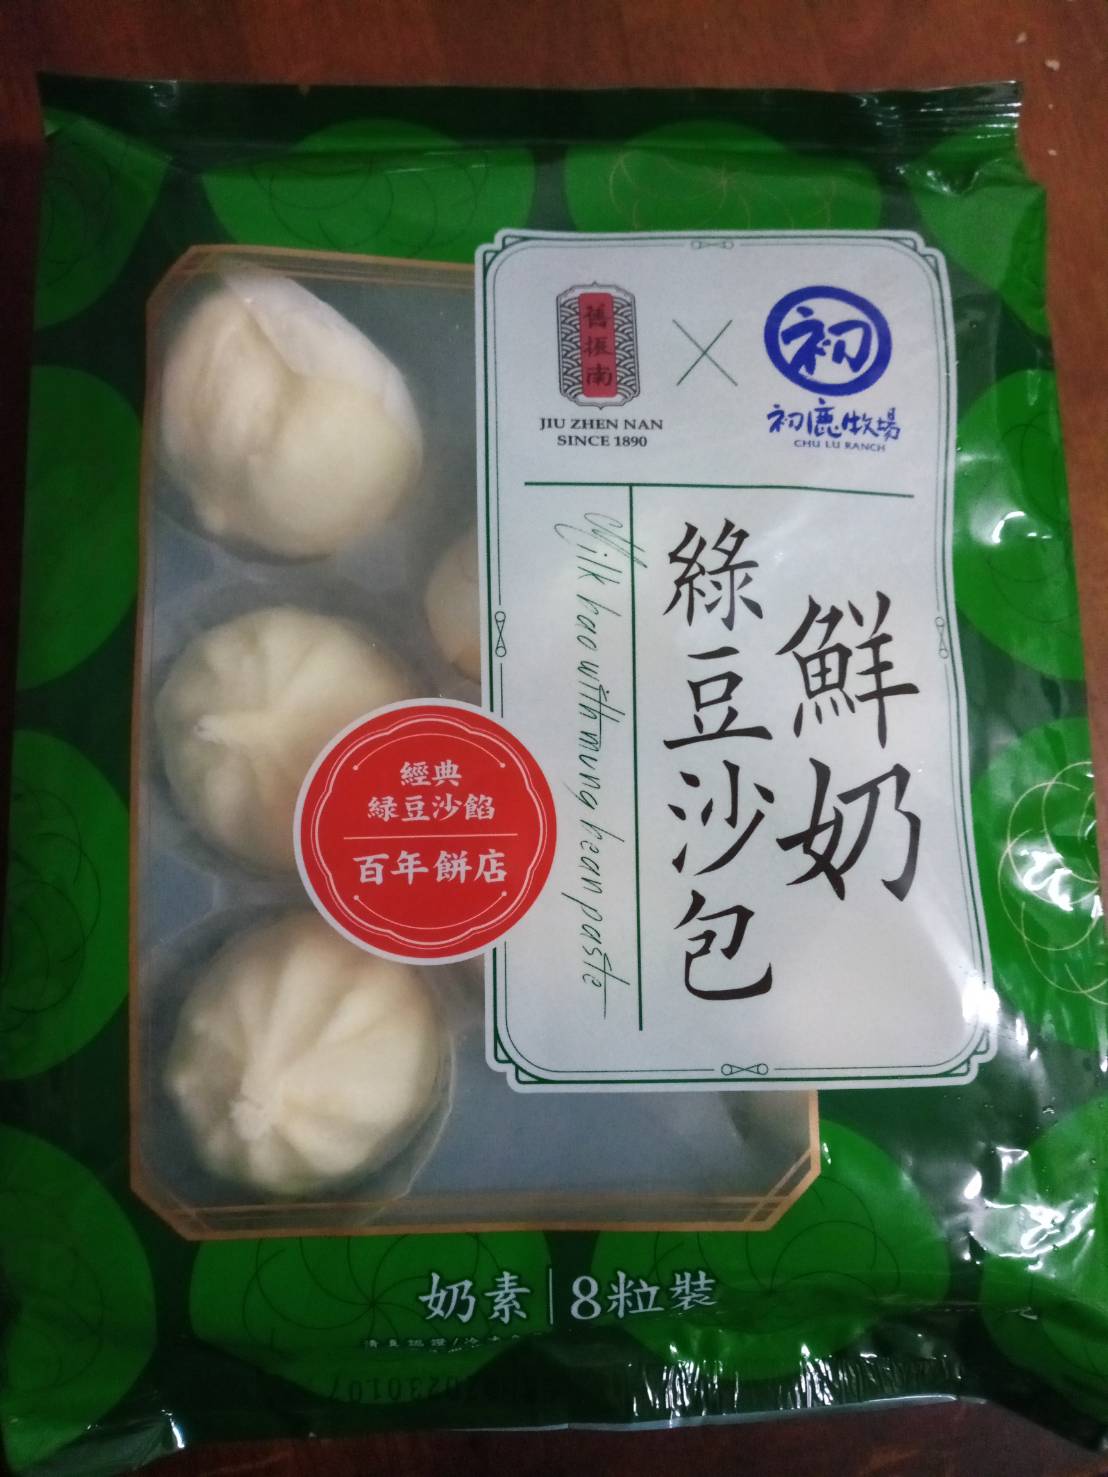 舊振南
JIU ZHEN NAN
SINCE 1890
初
初鹿牧場
CHU LU RANCH
鮮奶
綠豆沙包
Milk bao with mung bean paste
經典
綠豆沙餡
百年餅店
奶素 | 8粒裝